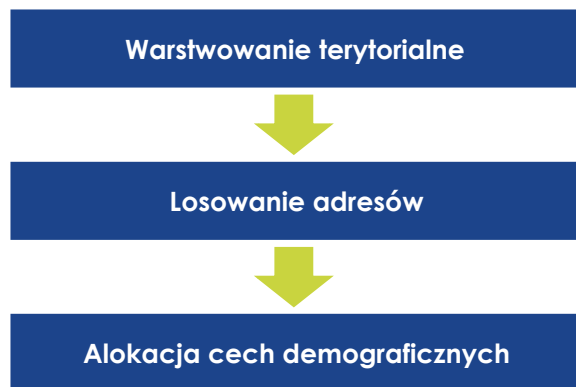 Warstwowanie terytorialne
Losowanie adresów
Alokacja cech demograficznych